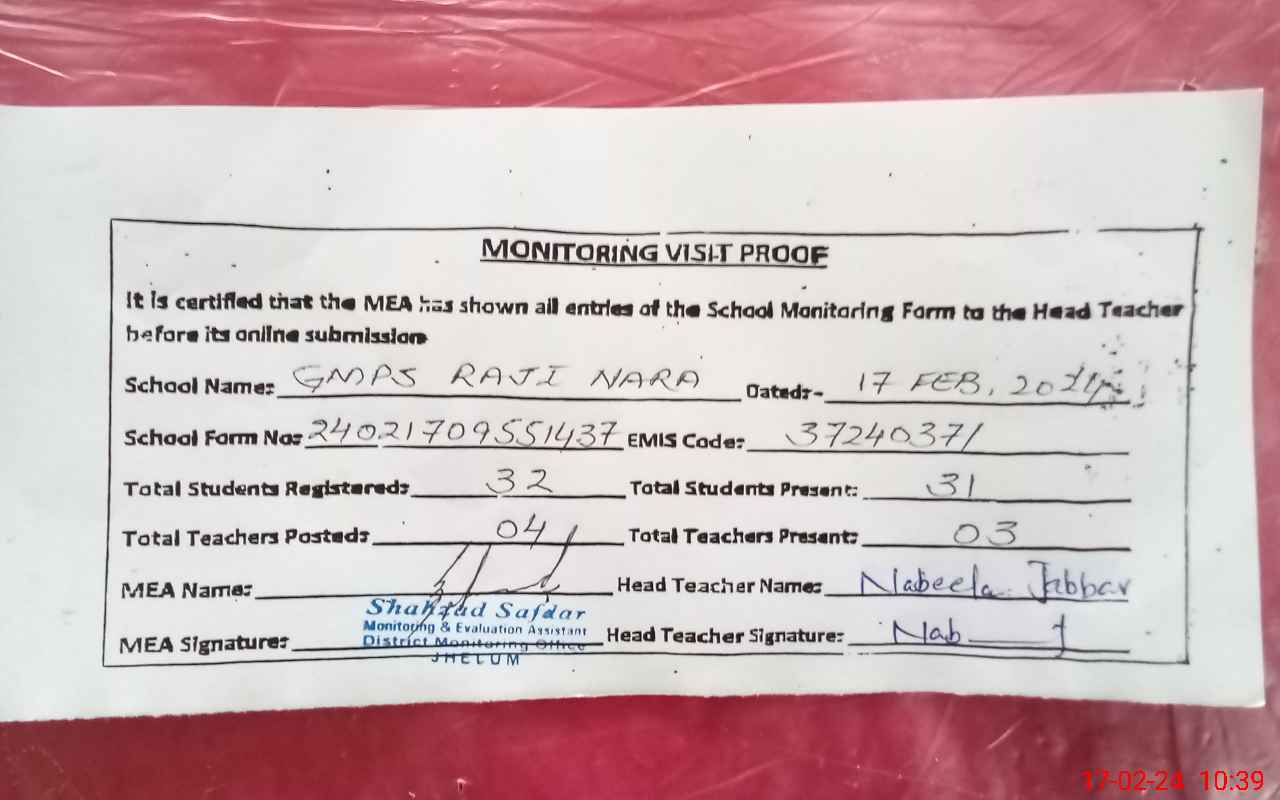 MONITORING VISIT PROOF
It is certified that the MEA has shown all entries of the School Monitoring Form to the Head Teacher
before its online submission
School Name: GMPS RAJI NARA Dated:- 17 FEB, 2024
School Form No: 24021709551437 EMIS Code: 37240371
Total Students Registered: 32 Total Students Present: 31
Total Teachers Posted: 04 Total Teachers Present: 03
MEA Name: Head Teacher Name: Nabeela Jabbar
Shahzad Safdar
Monitoring & Evaluation Assistant
MEA Signature: District Monitoring Office Head Teacher Signature: Nab
JHELUM
17-02-24 10:39